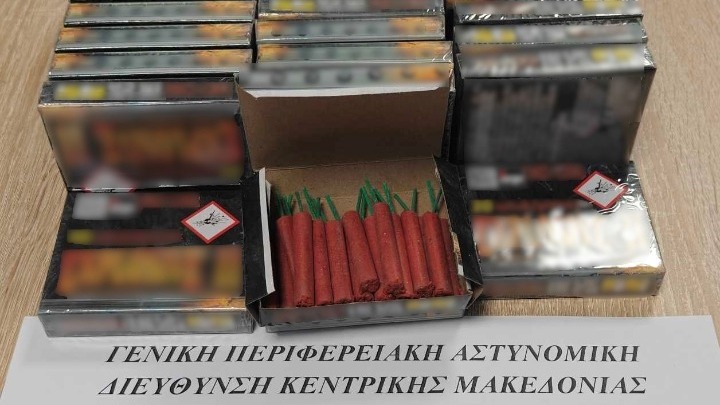 ΓΕΝΙΚΗ ΠΕΡΙΦΕΡΕΙΑΚΗ ΑΣΤΥΝΟΜΙΚΗ
ΔΙΕΥΘΥΝΣΗ ΚΕΝΤΡΙΚΗΣ ΜΑΚΕΔΟΝΙΑΣ